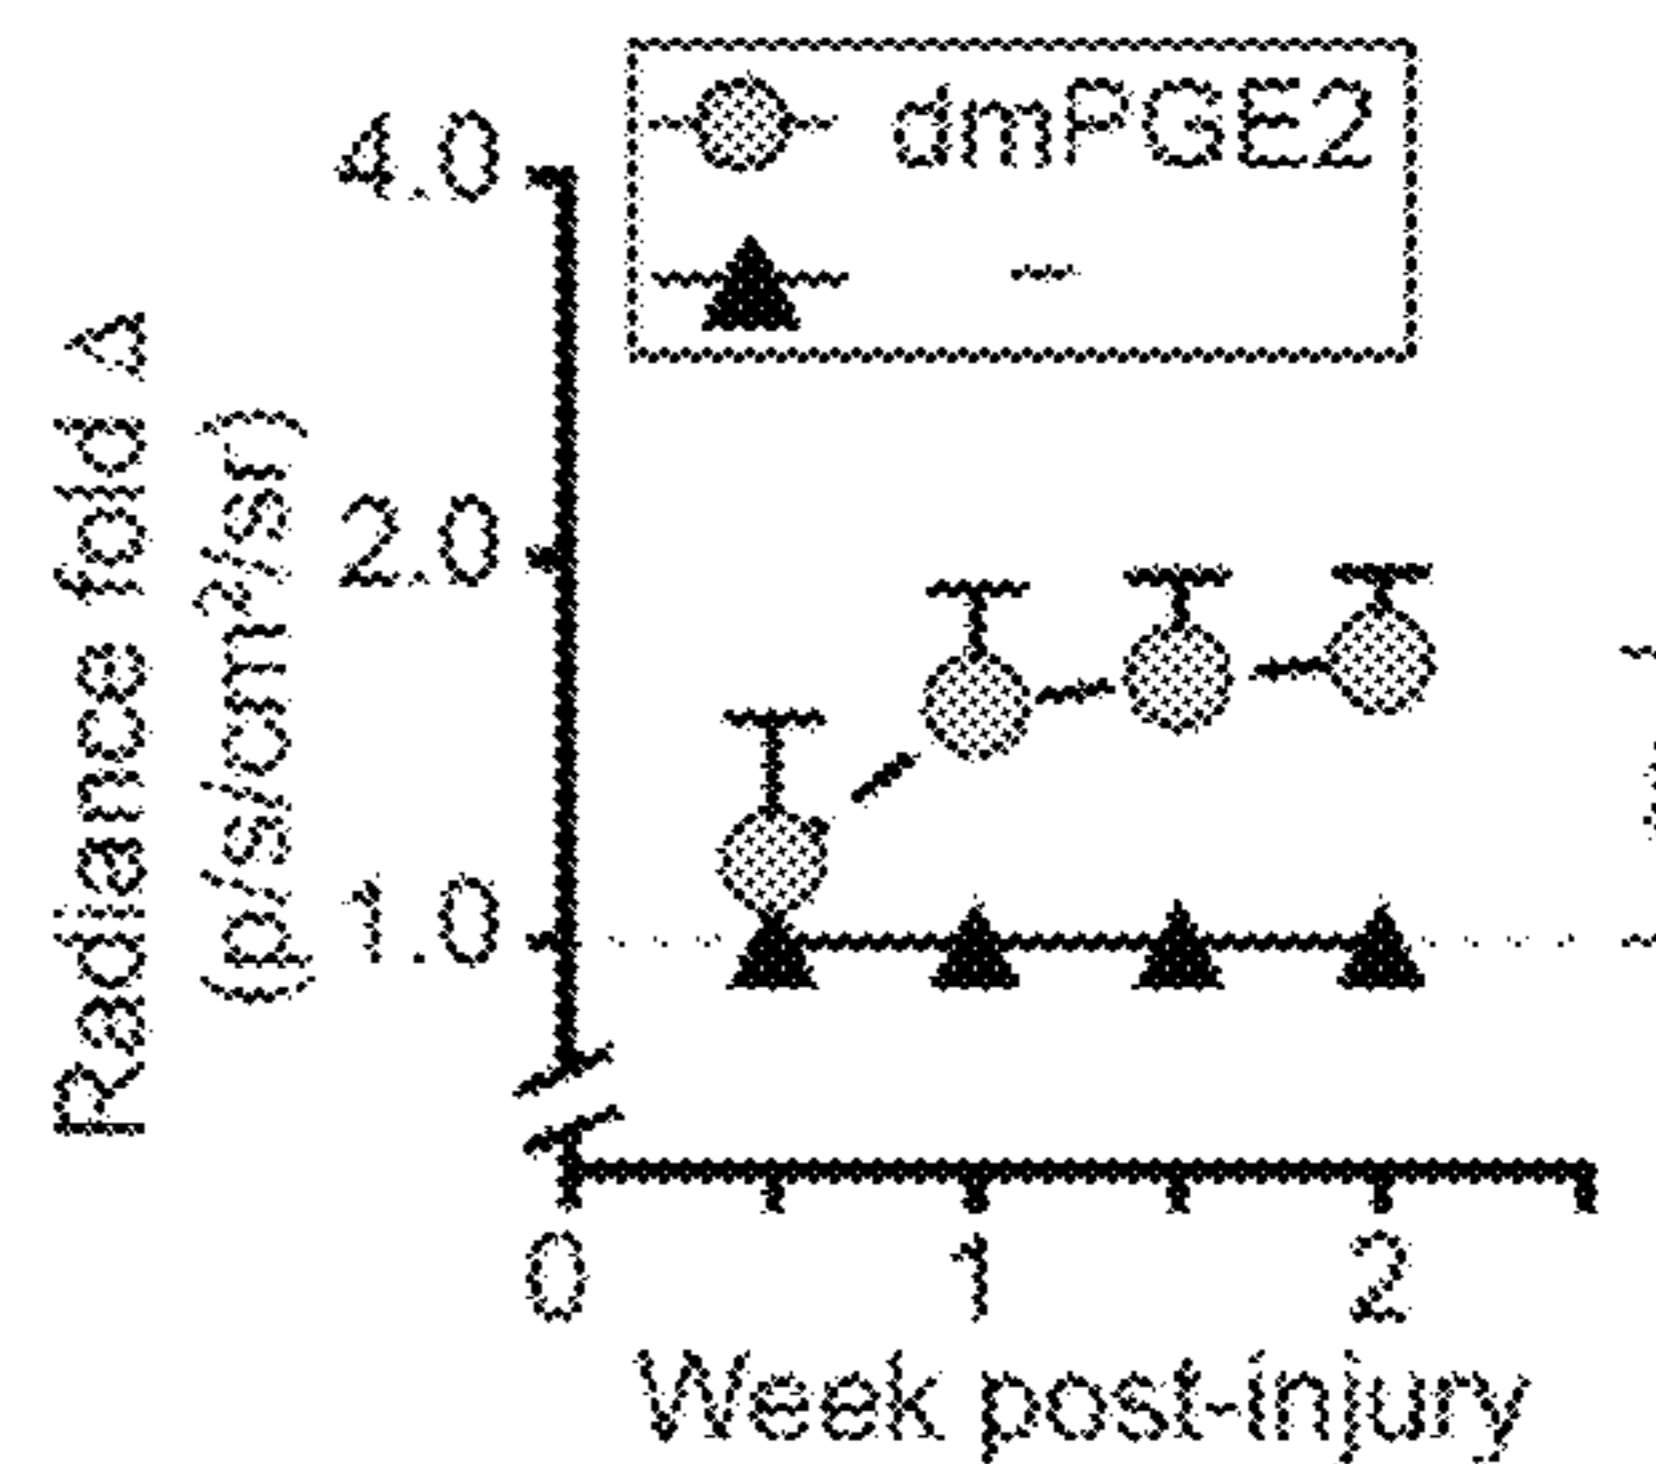 dmPGE2
-
4.0
2.0
1.0
Radiance fold Δ
(p/s/cm²/sr)
0 1 2
Week post-injury